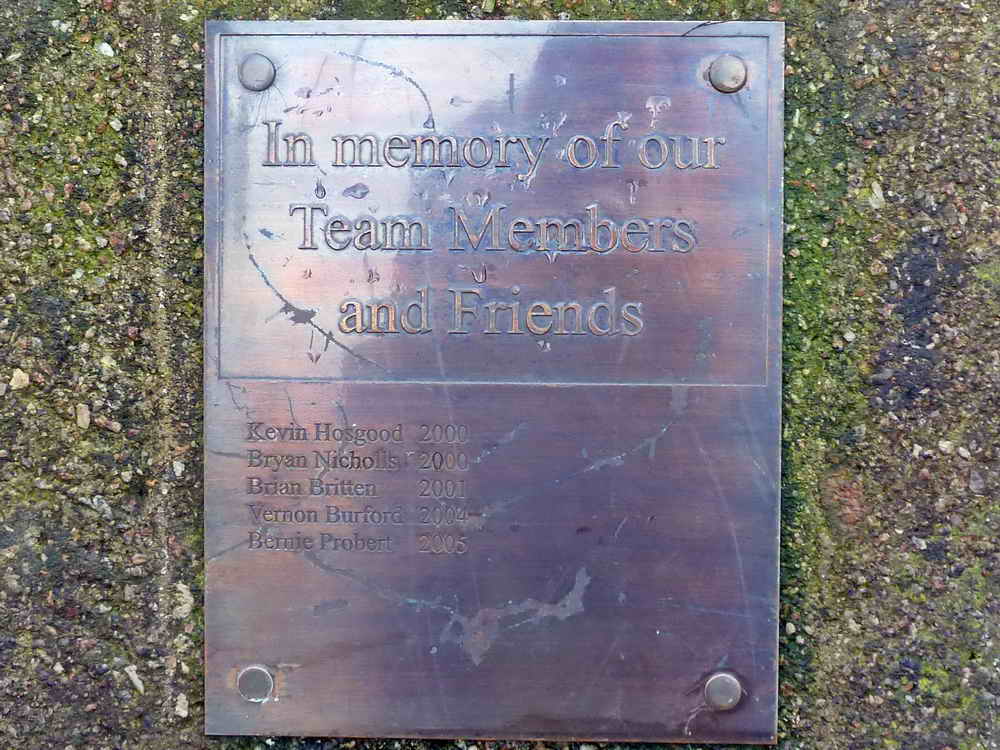 In memory of our
Team Members
and Friends
Kevin Hosgood 2000
Bryan Nicholls 2000
Brian Britten 2001
Vernon Burford 2004
Bernie Probert 2005